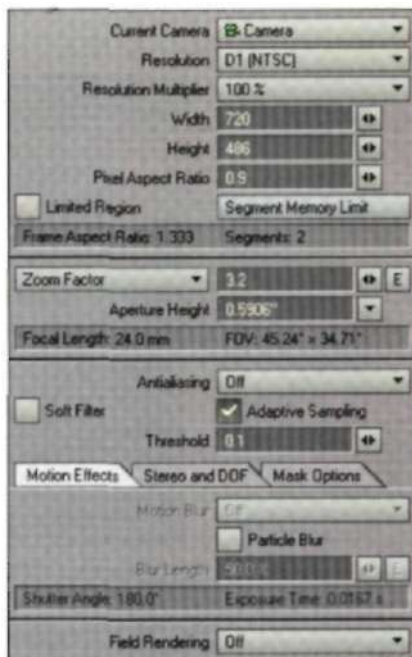 Current Camera Camera
Resolution D1 (NTSC)
Resolution Multiplier 100 %
Width 720
Height 486
Pixel Aspect Ratio 0.9
Limited Region Segment Memory Limit
Frame Aspect Ratio: 1.333 Segments: 2
Zoom Factor 3.2 E
Aperture Height 0.5906"
Focal Length: 24.0 mm FOV: 45.24° x 34.71°
Antialiasing Off
Soft Filter Adaptive Sampling
Threshold 0.1
Motion Effects Stereo and DOF Mask Options
Motion Blur Off
Particle Blur
Blur Length E
Shutter Angle: 180.0° Exposure Time: 0.0167 s
Field Rendering Off